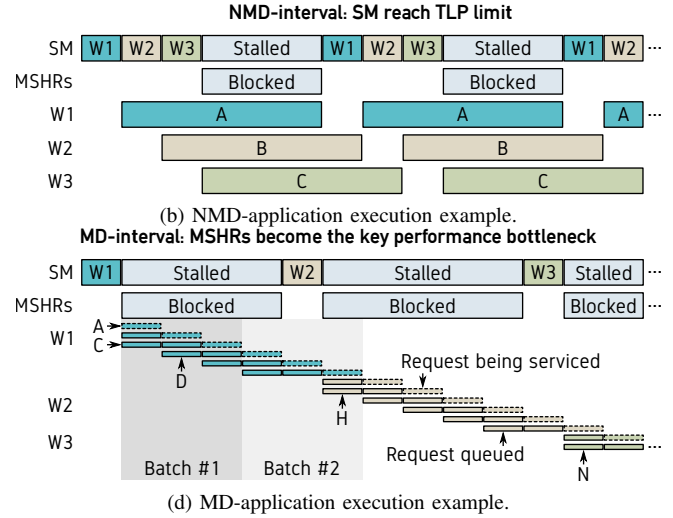 NMD-interval: SM reach TLP limit
SM W1 W2 W3 Stalled W1 W2 W3 Stalled W1 W2 ...
MSHRs Blocked Blocked
W1 A A A ...
W2 B B
W3 C C
(b) NMD-application execution example.
MD-interval: MSHRs become the key performance bottleneck
SM W1 Stalled W2 Stalled W3 Stalled ...
MSHRs Blocked Blocked Blocked ...
A
W1
C
D
Request being serviced
H
W2
Request queued
W3 ...
N
Batch #1 Batch #2
(d) MD-application execution example.